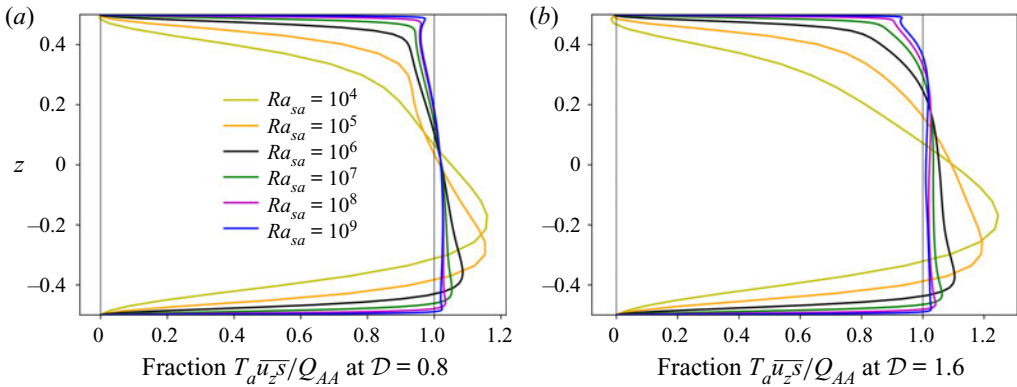 (a)
(b)
0.4
0.2
0
−0.2
−0.4
z
Ra_sa = 10^4
Ra_sa = 10^5
Ra_sa = 10^6
Ra_sa = 10^7
Ra_sa = 10^8
Ra_sa = 10^9
0 0.2 0.4 0.6 0.8 1.0 1.2
Fraction T_a \overline{u_z s}/Q_AA at 𝒟 = 0.8
0.4
0.2
0
−0.2
−0.4
0 0.2 0.4 0.6 0.8 1.0 1.2
Fraction T_a \overline{u_z s}/Q_AA at 𝒟 = 1.6